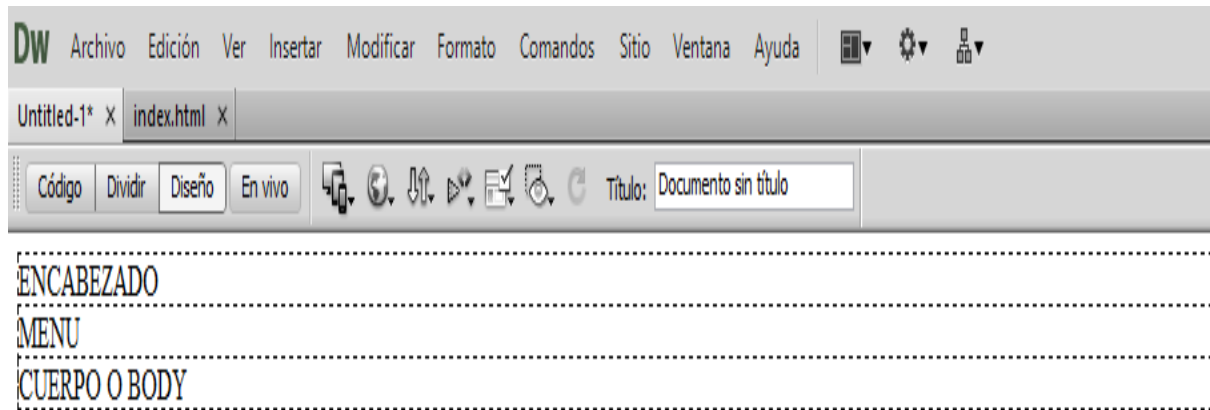 Dw Archivo Edición Ver Insertar Modificar Formato Comandos Sitio Ventana Ayuda
Untitled-1* × index.html ×
Código Dividir Diseño En vivo Título: Documento sin título
ENCABEZADO
MENU
CUERPO O BODY